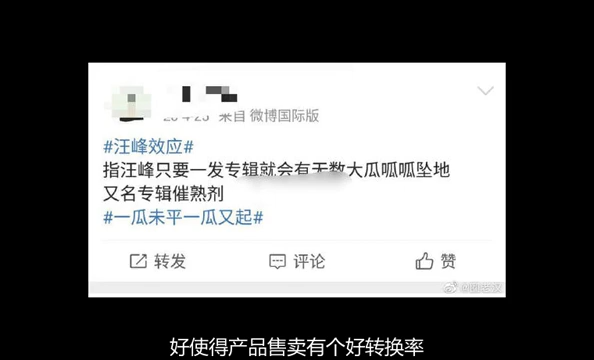 来自 微博国际版
#汪峰效应#
指汪峰只要一发专辑就会有无数大瓜呱呱坠地
又名专辑催熟剂
#一瓜未平一瓜又起#
转发
评论
赞
好使得产品售卖有个好转换率